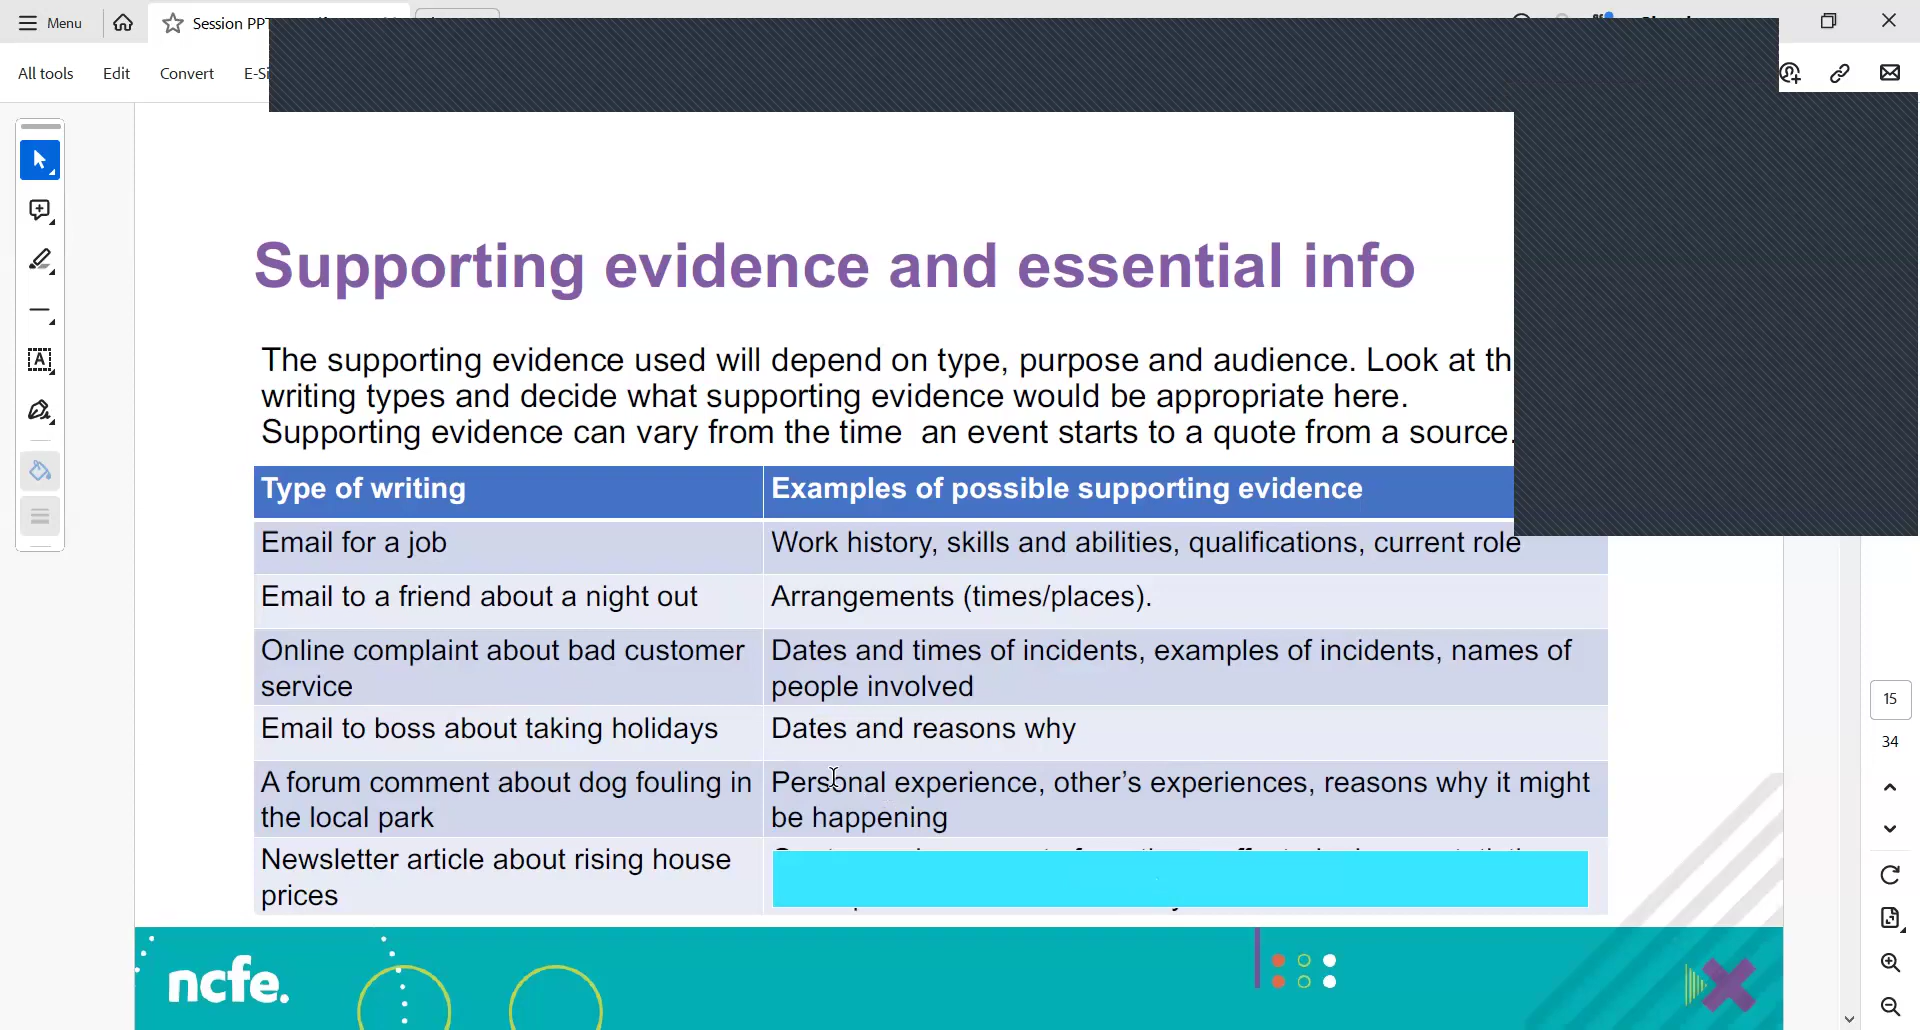 Menu
Session PPT
All tools
Edit
Convert
E-Si
Supporting evidence and essential info
The supporting evidence used will depend on type, purpose and audience. Look at th
writing types and decide what supporting evidence would be appropriate here.
Supporting evidence can vary from the time an event starts to a quote from a source.
Type of writing
Examples of possible supporting evidence
Email for a job
Work history, skills and abilities, qualifications, current role
Email to a friend about a night out
Arrangements (times/places).
Online complaint about bad customer
service
Dates and times of incidents, examples of incidents, names of
people involved
Email to boss about taking holidays
Dates and reasons why
A forum comment about dog fouling in
the local park
Personal experience, other’s experiences, reasons why it might
be happening
Newsletter article about rising house
prices
15
34
ncfe.